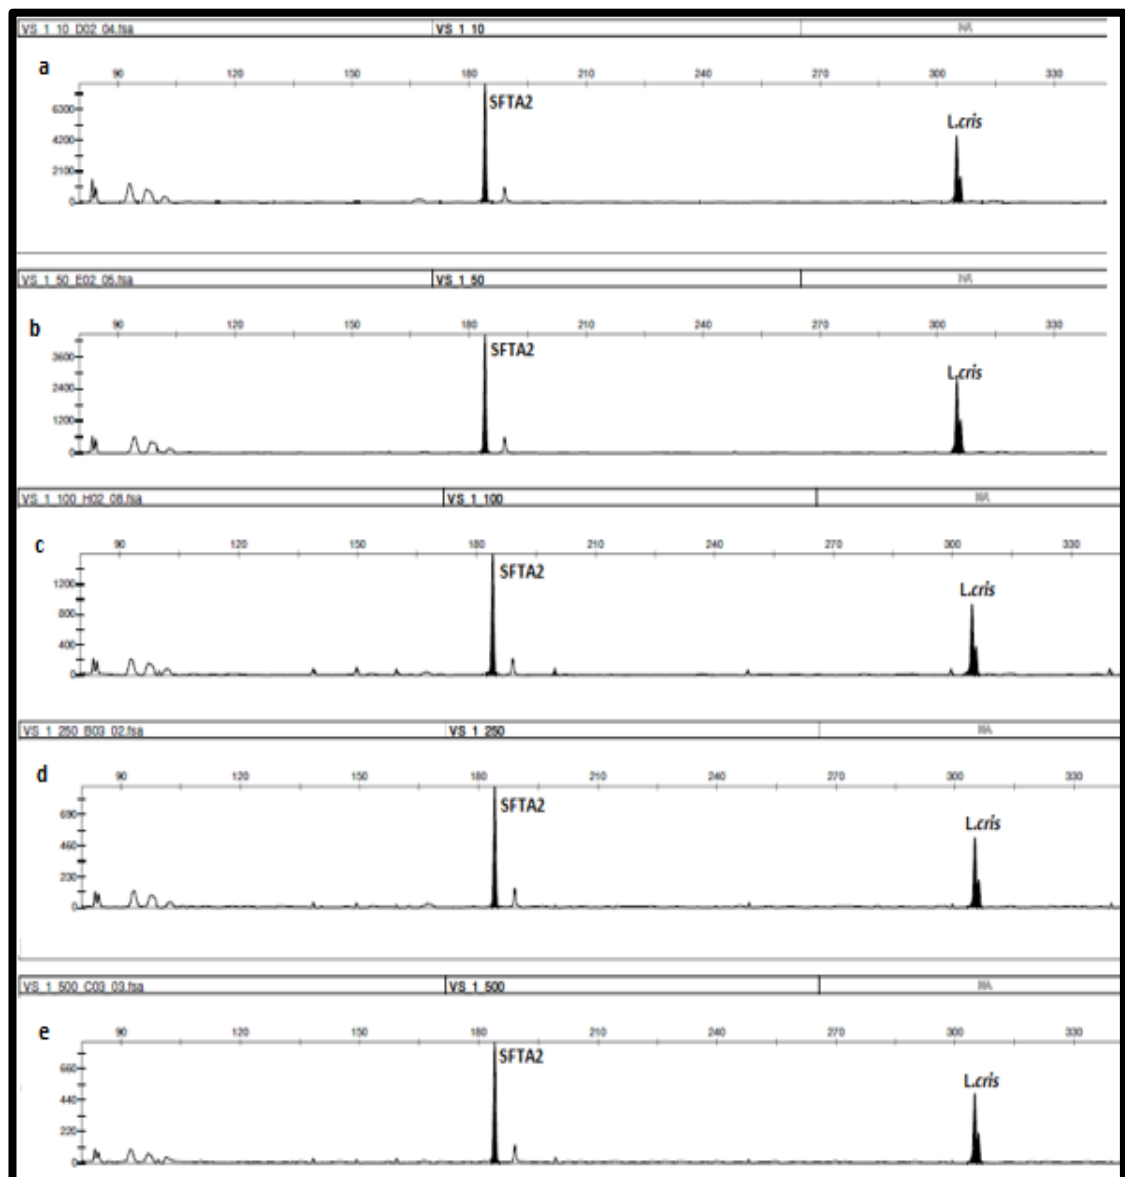 VS_1_10_D02_04.fsa VS_1_10 NA
a
90 120 150 180 210 240 270 300 330
SFTA2
L.cris
6300
4200
2100
0
VS_1_50_E02_05.fsa VS_1_50 NA
90 120 150 180 210 240 270 300 330
b
SFTA2
3600
L.cris
2400
1200
0
VS_1_100_H02_08.fsa VS_1_100 NA
c
90 120 150 180 210 240 270 300 330
SFTA2
1200
L.cris
800
400
0
VS_1_250_B03_02.fsa VS_1_250 NA
d
90 120 150 180 210 240 270 300 330
SFTA2
690
L.cris
460
230
0
VS_1_500_C03_03.fsa VS_1_500 NA
e
90 120 150 180 210 240 270 300 330
SFTA2
660
L.cris
440
220
0